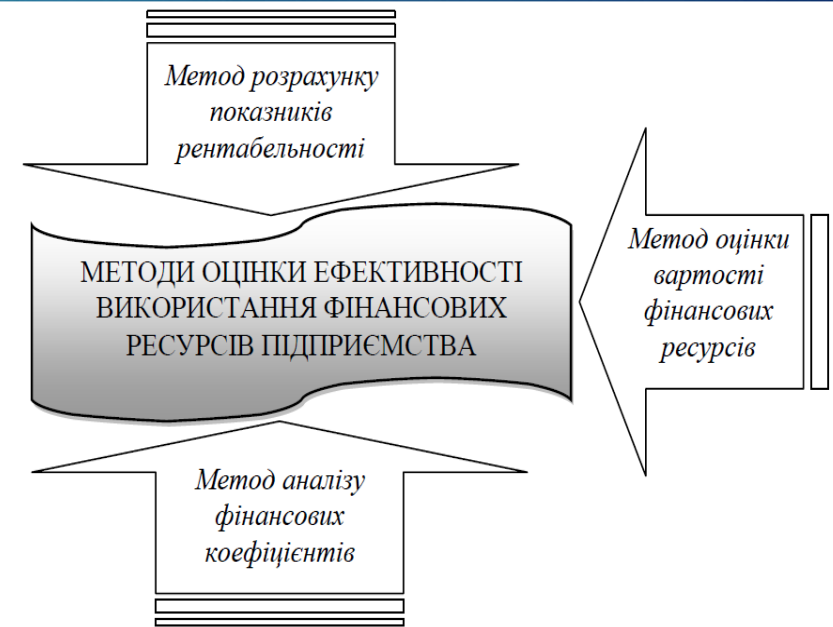 Метод розрахунку
показників
рентабельності
МЕТОДИ ОЦІНКИ ЕФЕКТИВНОСТІ
ВИКОРИСТАННЯ ФІНАНСОВИХ
РЕСУРСІВ ПІДПРИЄМСТВА
Метод оцінки
вартості
фінансових
ресурсів
Метод аналізу
фінансових
коефіцієнтів